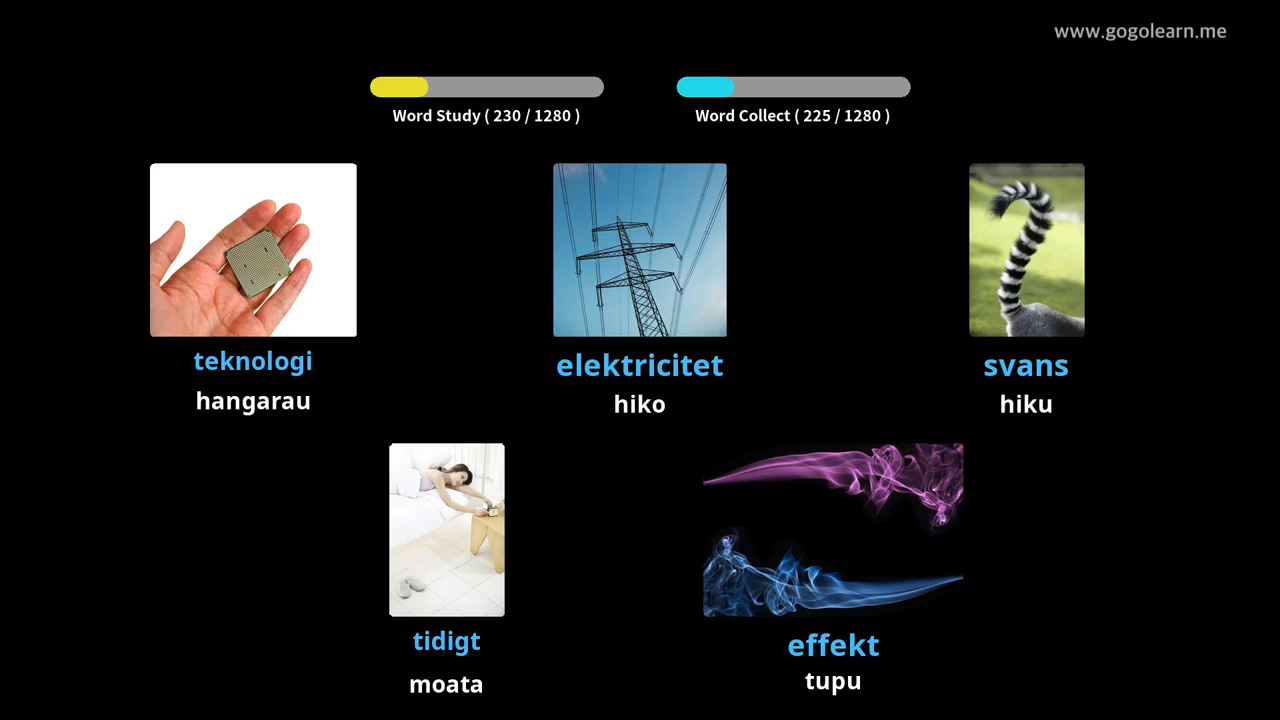 www.gogolearn.me
Word Study ( 230 / 1280 )
Word Collect ( 225 / 1280 )
teknologi
hangarau
elektricitet
hiko
svans
hiku
tidigt
moata
effekt
tupu